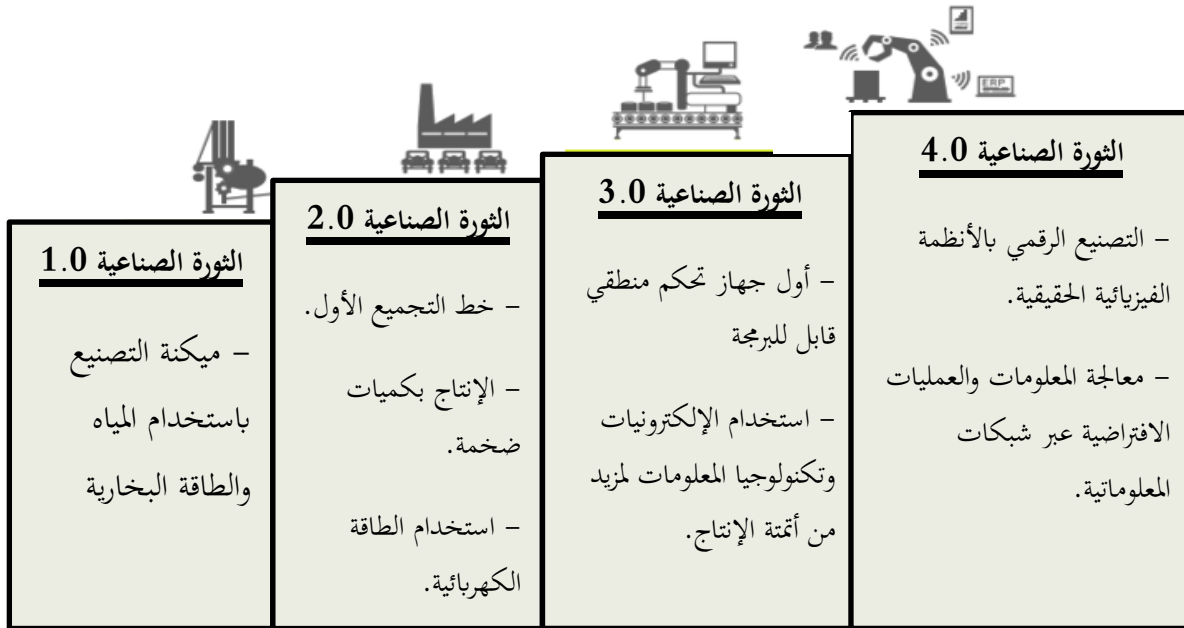 ERP
الثورة الصناعية 1.0
– ميكنة التصنيع
باستخدام المياه
والطاقة البخارية
الثورة الصناعية 2.0
– خط التجميع الأول.
– الإنتاج بكميات
ضخمة.
– استخدام الطاقة
الكهربائية.
الثورة الصناعية 3.0
– أول جهاز تحكم منطقي
قابل للبرمجة
– استخدام الإلكترونيات
وتكنولوجيا المعلومات لمزيد
من أتمتة الإنتاج.
الثورة الصناعية 4.0
– التصنيع الرقمي بالأنظمة
الفيزيائية الحقيقية.
– معالجة المعلومات والعمليات
الافتراضية عبر شبكات
المعلوماتية.